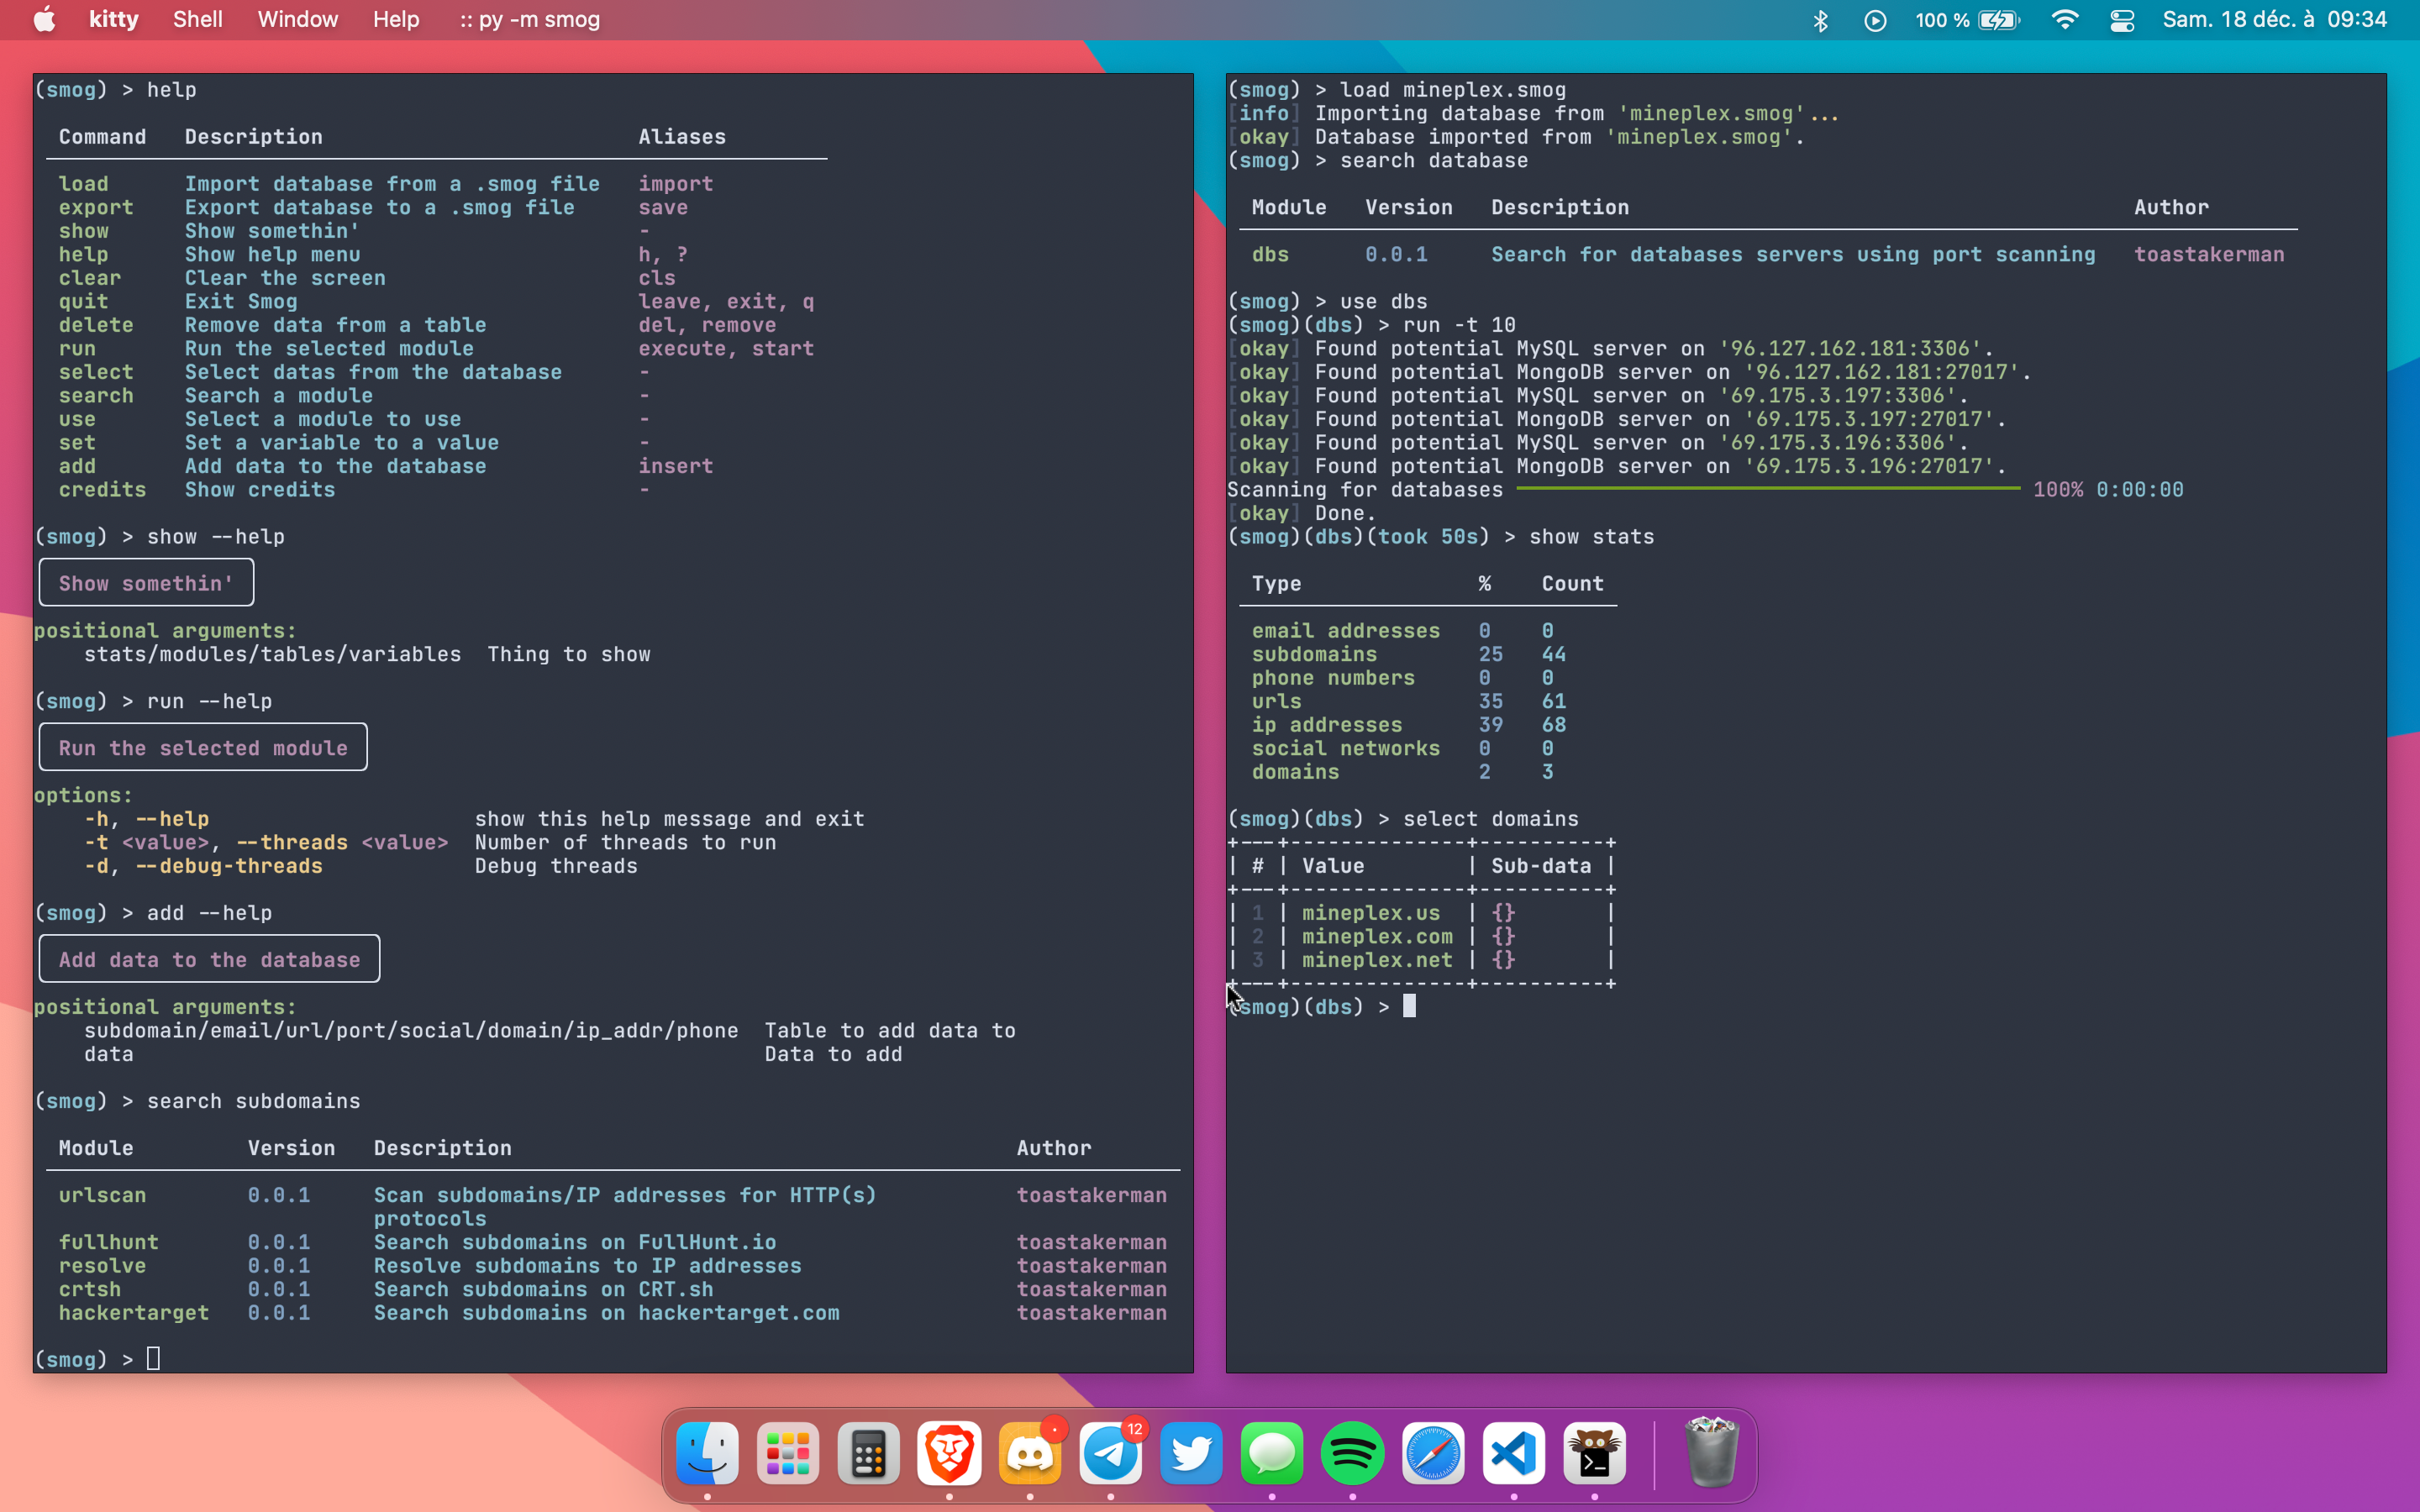 kitty Shell Window Help :: py -m smog 100 % Sam. 18 déc. à 09:34
(smog) > help
Command Description Aliases
load Import database from a .smog file import
export Export database to a .smog file save
show Show somethin' -
help Show help menu h, ?
clear Clear the screen cls
quit Exit Smog leave, exit, q
delete Remove data from a table del, remove
run Run the selected module execute, start
select Select datas from the database -
search Search a module -
use Select a module to use -
set Set a variable to a value -
add Add data to the database insert
credits Show credits -
(smog) > show --help
Show somethin'
positional arguments:
stats/modules/tables/variables Thing to show
(smog) > run --help
Run the selected module
options:
-h, --help show this help message and exit
-t <value>, --threads <value> Number of threads to run
-d, --debug-threads Debug threads
(smog) > add --help
Add data to the database
positional arguments:
subdomain/email/url/port/social/domain/ip_addr/phone Table to add data to
data Data to add
(smog) > search subdomains
Module Version Description Author
urlscan 0.0.1 Scan subdomains/IP addresses for HTTP(s) toastakerman
protocols
fullhunt 0.0.1 Search subdomains on FullHunt.io toastakerman
resolve 0.0.1 Resolve subdomains to IP addresses toastakerman
crtsh 0.0.1 Search subdomains on CRT.sh toastakerman
hackertarget 0.0.1 Search subdomains on hackertarget.com toastakerman
(smog) >
(smog) > load mineplex.smog
[info] Importing database from 'mineplex.smog'...
[okay] Database imported from 'mineplex.smog'.
(smog) > search database
Module Version Description Author
dbs 0.0.1 Search for databases servers using port scanning toastakerman
(smog) > use dbs
(smog)(dbs) > run -t 10
[okay] Found potential MySQL server on '96.127.162.181:3306'.
[okay] Found potential MongoDB server on '96.127.162.181:27017'.
[okay] Found potential MySQL server on '69.175.3.197:3306'.
[okay] Found potential MongoDB server on '69.175.3.197:27017'.
[okay] Found potential MySQL server on '69.175.3.196:3306'.
[okay] Found potential MongoDB server on '69.175.3.196:27017'.
Scanning for databases 100% 0:00:00
[okay] Done.
(smog)(dbs)(took 50s) > show stats
Type % Count
email addresses 0 0
subdomains 25 44
phone numbers 0 0
urls 35 61
ip addresses 39 68
social networks 0 0
domains 2 3
(smog)(dbs) > select domains
+---+--------------+----------+
| # | Value | Sub-data |
+---+--------------+----------+
| 1 | mineplex.us | {} |
| 2 | mineplex.com | {} |
| 3 | mineplex.net | {} |
+---+--------------+----------+
(smog)(dbs) >
12